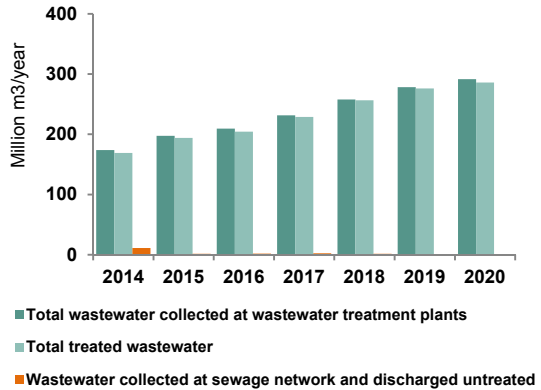 400
300
200
100
0
Million m3/year
2014 2015 2016 2017 2018 2019 2020
Total wastewater collected at wastewater treatment plants
Total treated wastewater
Wastewater collected at sewage network and discharged untreated